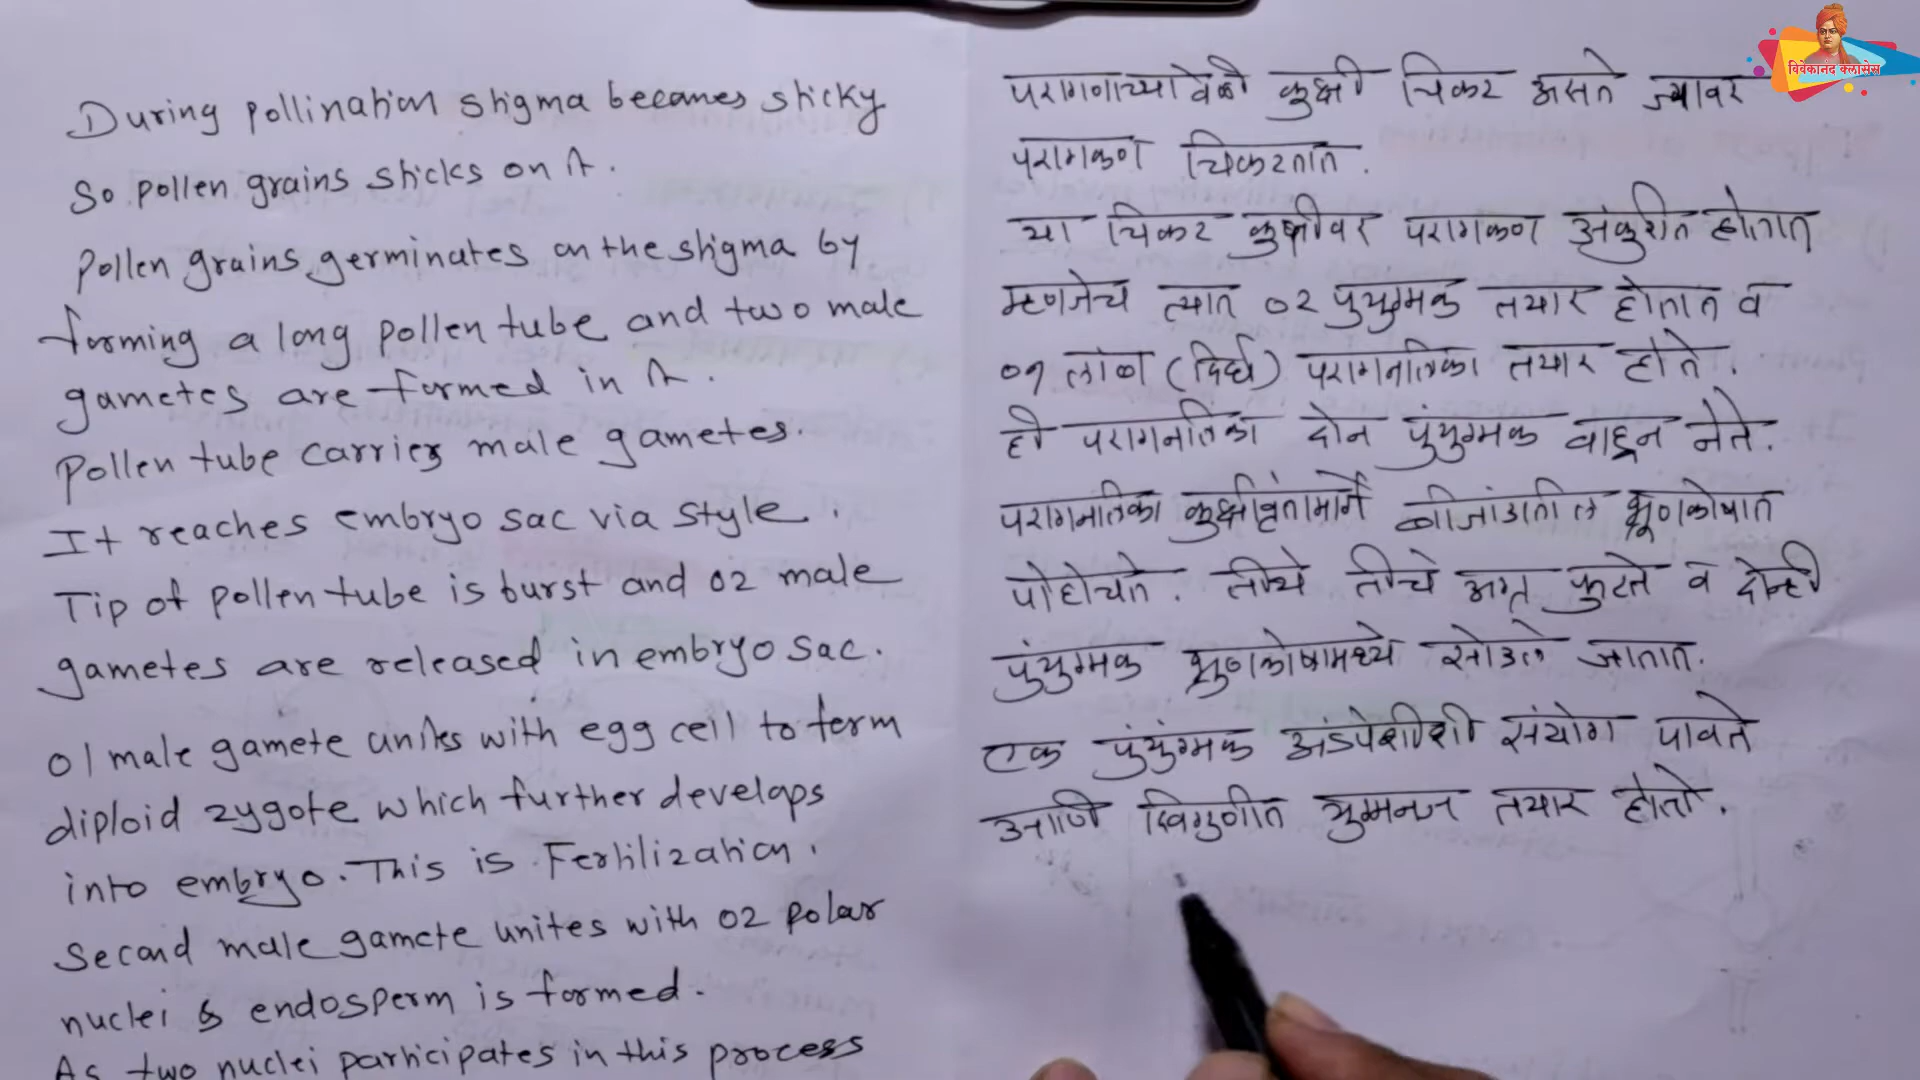 During pollination stigma becomes sticky
So pollen grains sticks on it.
Pollen grains germinates on the stigma by
forming a long pollen tube and two male
gametes are formed in it.
Pollen tube carries male gametes.
It reaches embryo sac via style.
Tip of pollen tube is burst and 02 male
gametes are released in embryo sac.
01 male gamete unites with egg cell to form
diploid zygote which further develops
into embryo. This is Fertilization.
Second male gamete unites with 02 polar
nuclei & endosperm is formed.
As two nuclei participates in this process
परागणाच्यावेळी कुक्षी चिकट असते ज्यावर
परागकण चिकटतात.
या चिकट कुक्षीवर परागकण अंकुरीत होतात
म्हणजेच त्यात ०२ पुंयुग्मक तयार होतात व
०१ लांब (दिर्घ) परागनलिका तयार होते.
ही परागनलिका दोन पुंयुग्मक वाहून नेते.
परागनलिका कुक्षीवृंतामार्गे बीजांडातील भ्रूणकोषात
पोहोचते. तीथे तीचे अग्र फुटते व दोन्ही
पुंयुग्मक भ्रुणकोषामध्ये सोडले जातात.
एक पुंयुंग्मक अंडपेशीशी संयोग पावते
आणि द्विगुणीत युग्मनज तयार होतो.
विवेकानंद क्लासेस